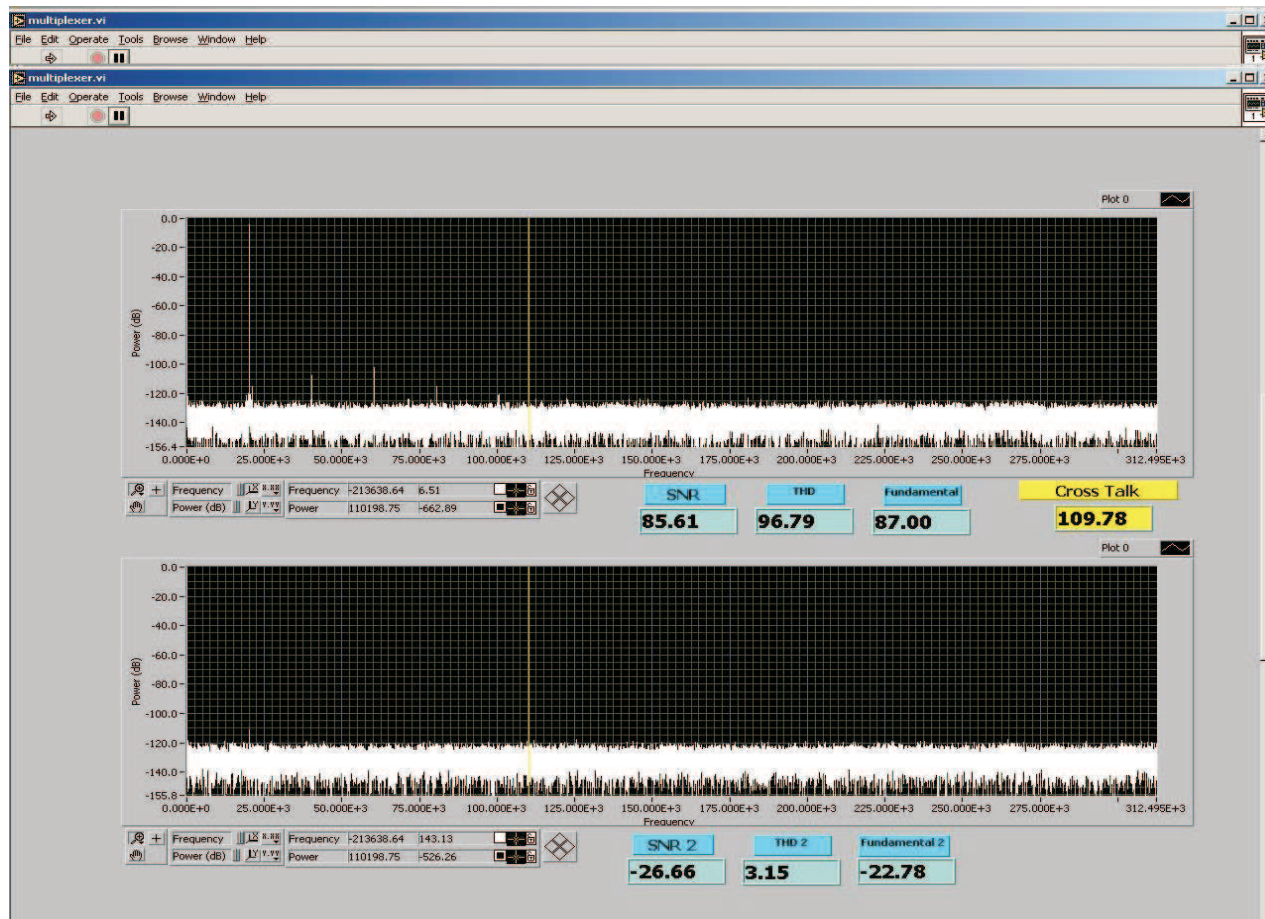 multiplexer.vi
File Edit Operate Tools Browse Window Help
1
multiplexer.vi
File Edit Operate Tools Browse Window Help
1
Plot 0
0.0
-20.0
-40.0
-60.0
-80.0
-100.0
-120.0
-140.0
-156.4
Power (dB)
0.000E+0 25.000E+3 50.000E+3 75.000E+3 100.000E+3 125.000E+3 150.000E+3 175.000E+3 200.000E+3 225.000E+3 250.000E+3 275.000E+3 312.495E+3
Frequency
Frequency X.XX Frequency -213638.64 6.51
Power (dB) Y.YY Power 110198.75 -662.89
SNR THD Fundamental Cross Talk
85.61 96.79 87.00 109.78
Plot 0
0.0
-20.0
-40.0
-60.0
-80.0
-100.0
-120.0
-140.0
-155.8
Power (dB)
0.000E+0 25.000E+3 50.000E+3 75.000E+3 100.000E+3 125.000E+3 150.000E+3 175.000E+3 200.000E+3 225.000E+3 250.000E+3 275.000E+3 312.495E+3
Frequency
Frequency X.XX Frequency -213638.64 143.13
Power (dB) Y.YY Power 110198.75 -526.26
SNR 2 THD 2 Fundamental 2
-26.66 3.15 -22.78